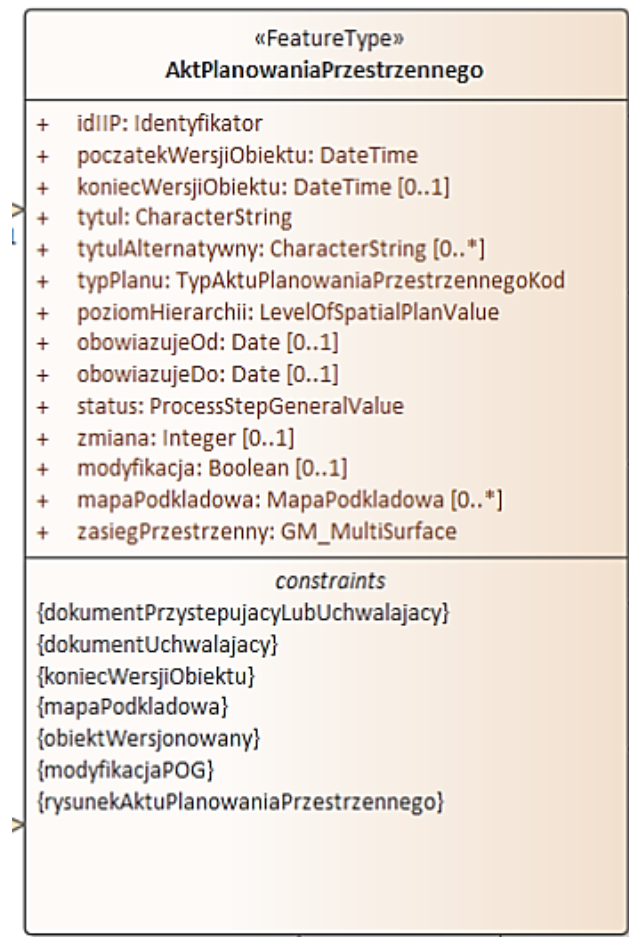 «FeatureType»
AktPlanowaniaPrzestrzennego
+ idIIP: Identyfikator
+ poczatekWersjiObiektu: DateTime
+ koniecWersjiObiektu: DateTime [0..1]
+ tytul: CharacterString
+ tytulAlternatywny: CharacterString [0..*]
+ typPlanu: TypAktuPlanowaniaPrzestrzennegoKod
+ poziomHierarchii: LevelOfSpatialPlanValue
+ obowiazujeOd: Date [0..1]
+ obowiazujeDo: Date [0..1]
+ status: ProcessStepGeneralValue
+ zmiana: Integer [0..1]
+ modyfikacja: Boolean [0..1]
+ mapaPodkladowa: MapaPodkladowa [0..*]
+ zasiegPrzestrzenny: GM_MultiSurface
constraints
{dokumentPrzystepujacyLubUchwalajacy}
{dokumentUchwalajacy}
{koniecWersjiObiektu}
{mapaPodkladowa}
{obiektWersjonowany}
{modyfikacjaPOG}
{rysunekAktuPlanowaniaPrzestrzennego}